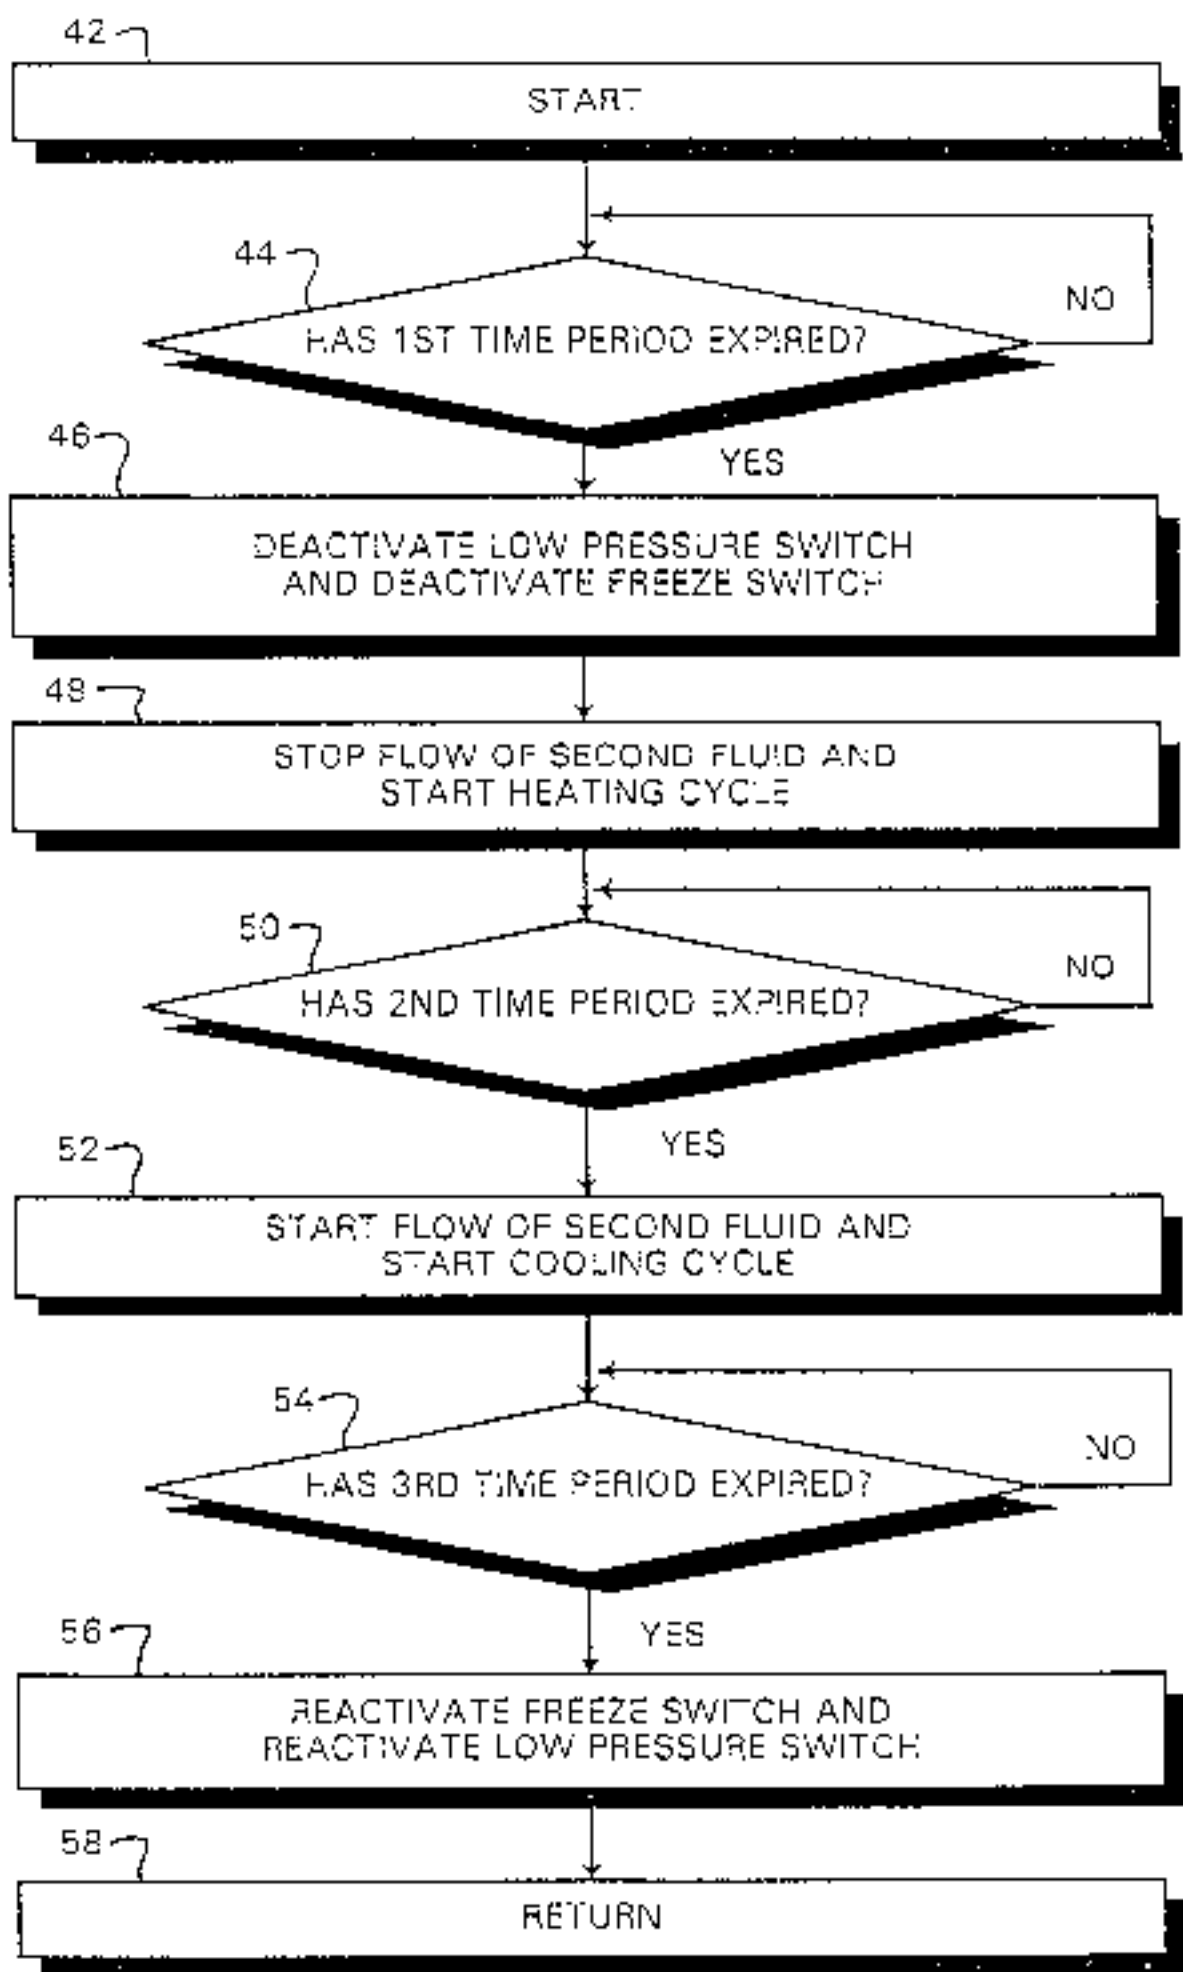 42
START
44
HAS 1ST TIME PERIOD EXPIRED?
NO
YES
46
DEACTIVATE LOW PRESSURE SWITCH
AND DEACTIVATE FREEZE SWITCH
48
STOP FLOW OF SECOND FLUID AND
START HEATING CYCLE
50
HAS 2ND TIME PERIOD EXPIRED?
NO
YES
52
START FLOW OF SECOND FLUID AND
START COOLING CYCLE
54
HAS 3RD TIME PERIOD EXPIRED?
NO
YES
56
REACTIVATE FREEZE SWITCH AND
REACTIVATE LOW PRESSURE SWITCH
58
RETURN